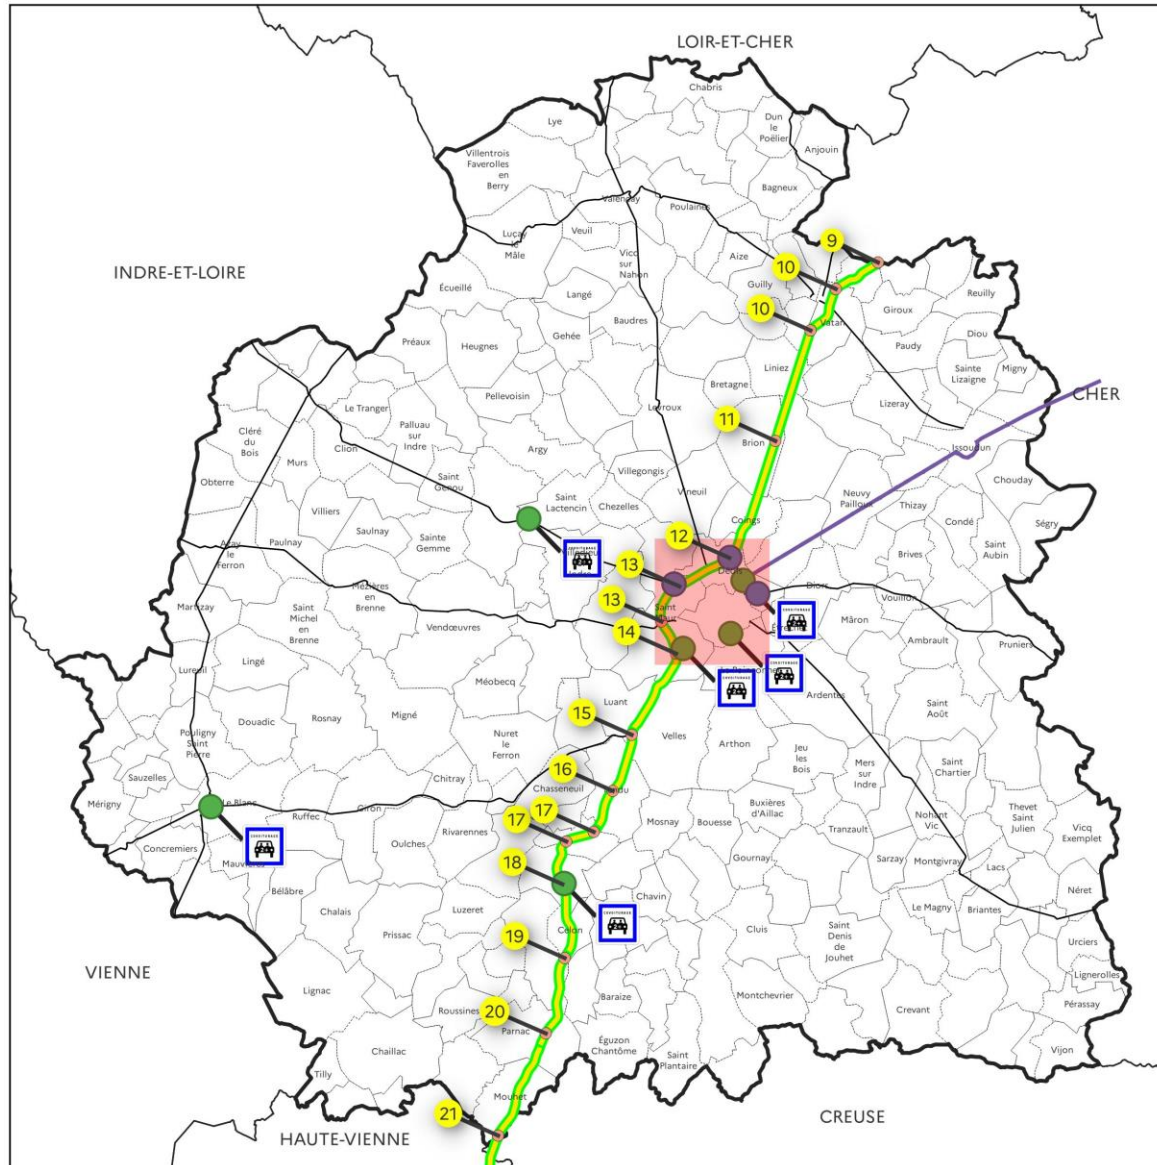 LOIR-ET-CHER
Chabris
Lye
Dun
le
Poëlier
Anjouin
Villentrois
Faverolles
en
Berry
Bagneux
Valençay
Poulaines
Luçay
le
Mâle
Veuil
Vicq
sur
Nahon
Aize
9
INDRE-ET-LOIRE
10
Guilly
Reuilly
Écueillé
Langé
Giroux
10
Baudres
Vatan
Gehée
Diou
Préaux
Heugnes
Paudy
Liniez
Sainte
Lizaigne
Migny
Bretagne
CHER
Pellevoisin
Le Tranger
Levroux
Lizeray
Palluau
sur
Indre
11
Cléré
du
Bois
Clion
Brion
Issoudun
Murs
Argy
Villegongis
Obterre
Saint
Genou
Vineuil
Neuvy
Pailloux
Chouday
Saint
Lactencin
Chezelles
Thizay
Villiers
Coings
Condé
Ségry
Saulnay
Sainte
Gemme
12
Azay
le
Ferron
Paulnay
Brives
Saint
Aubin
13
Déols
Mézières
en
Brenne
Diors
Vouillon
13
Martizay
Saint
Michel
en
Brenne
Saint
Maur
Vendœuvres
14
Mâron
Ambrault
Pruniers
Lureuil
Lingé
Méobecq
Ardentes
Luant
Saint
Août
15
Douadic
Rosnay
Migné
Pouligny
Saint
Pierre
Nuret
le
Ferron
Velles
Arthon
Jeu
les
Bois
Mers
sur
Indre
Saint
Chartier
16
Sauzelles
Chitray
Chasseneuil
Mérigny
Le Blanc
Ruffec
Ciron
17
17
Rivarennes
Mosnay
Bouesse
Buxières
d'Aillac
Tranzault
Nohant
Vic
Thevet
Saint
Julien
Vicq
Exemplet
Concremiers
Oulches
Mauvières
Gournay
Sarzay
Montgivray
Lacs
18
Bélâbre
Chavin
Néret
Chalais
Luzeret
Le Magny
Briantes
Celon
19
Prissac
Cluis
Saint
Denis
de
Jouhet
Urciers
VIENNE
Lignerolles
Lignac
Baraize
Montchevrier
Pérassay
Roussines
20
Crevant
Parnac
Éguzon
Chantôme
Chaillac
Saint
Plantaire
Vijon
Tilly
Mouhet
21
HAUTE-VIENNE
CREUSE